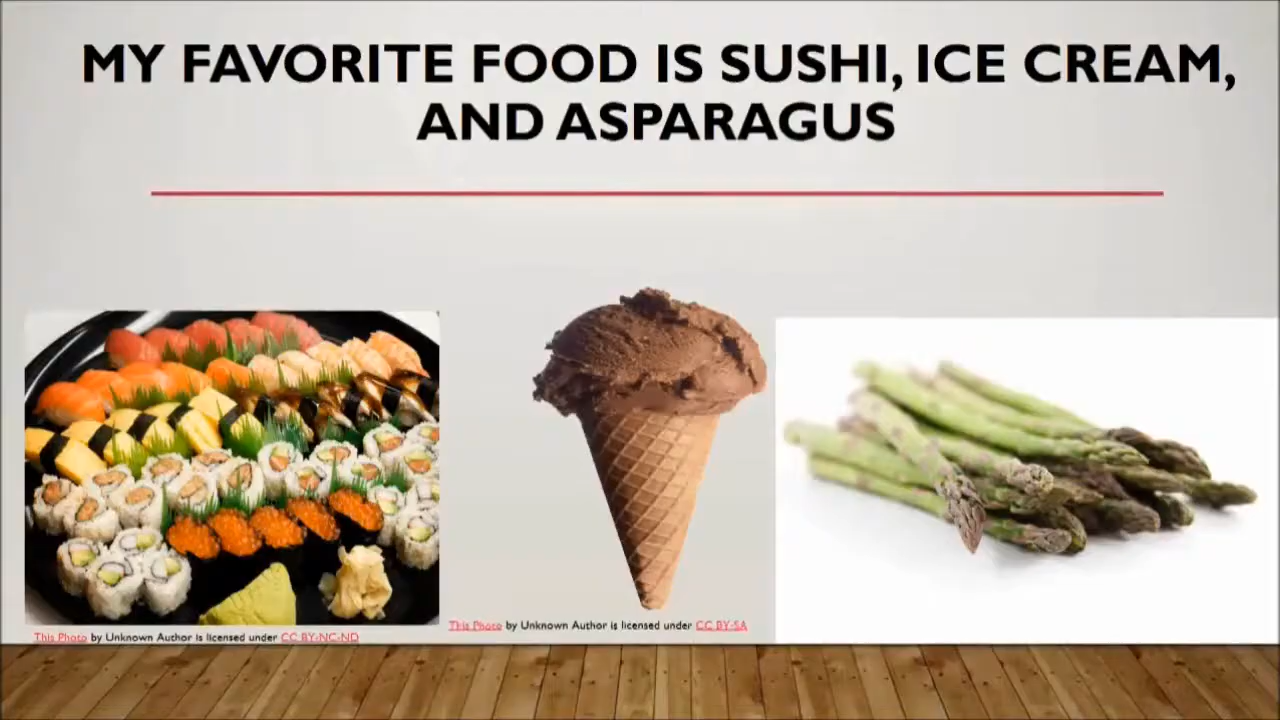 MY FAVORITE FOOD IS SUSHI, ICE CREAM,
AND ASPARAGUS
This Photo by Unknown Author is licensed under CC BY-NC-ND
This Photo by Unknown Author is licensed under CC BY-SA